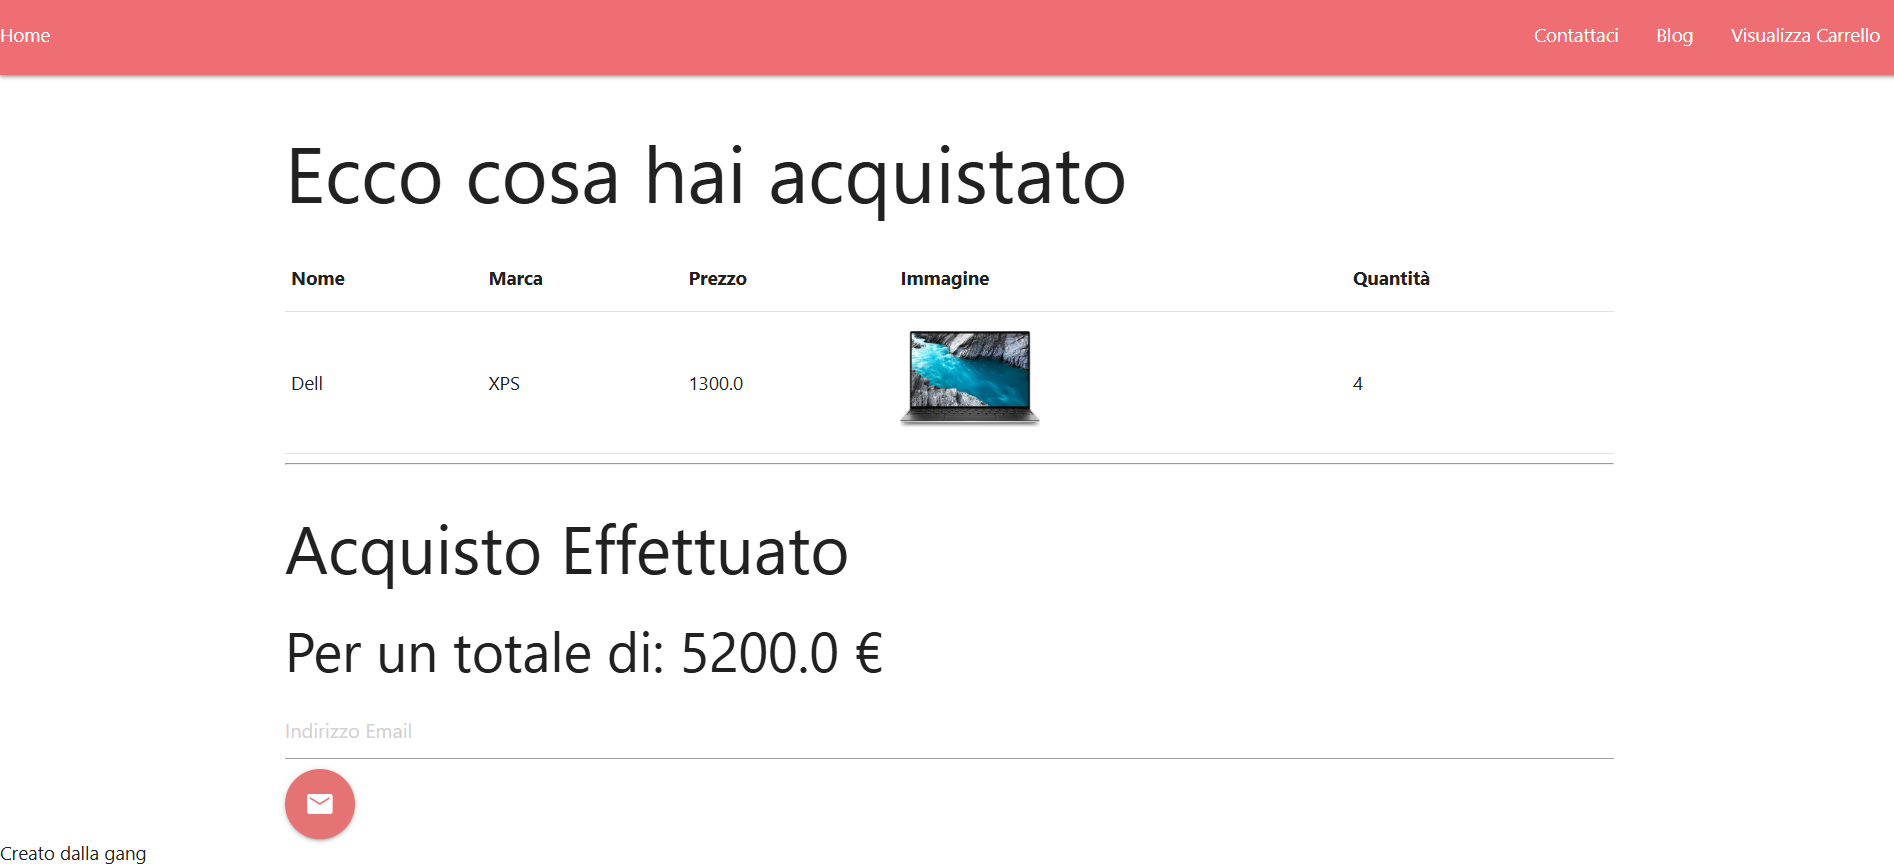 Home Contattaci Blog Visualizza Carrello
Ecco cosa hai acquistato
Nome Marca Prezzo Immagine Quantità
Dell XPS 1300.0 4
Acquisto Effettuato
Per un totale di: 5200.0 €
Indirizzo Email
Creato dalla gang